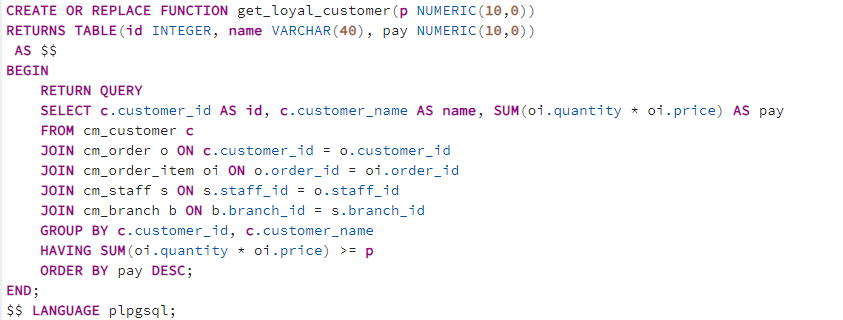 CREATE OR REPLACE FUNCTION get_loyal_customer(p NUMERIC(10,0))
RETURNS TABLE(id INTEGER, name VARCHAR(40), pay NUMERIC(10,0))
 AS $$
BEGIN
    RETURN QUERY
    SELECT c.customer_id AS id, c.customer_name AS name, SUM(oi.quantity * oi.price) AS pay
    FROM cm_customer c
    JOIN cm_order o ON c.customer_id = o.customer_id
    JOIN cm_order_item oi ON o.order_id = oi.order_id
    JOIN cm_staff s ON s.staff_id = o.staff_id
    JOIN cm_branch b ON b.branch_id = s.branch_id
    GROUP BY c.customer_id, c.customer_name
    HAVING SUM(oi.quantity * oi.price) >= p
    ORDER BY pay DESC;
END;
$$ LANGUAGE plpgsql;